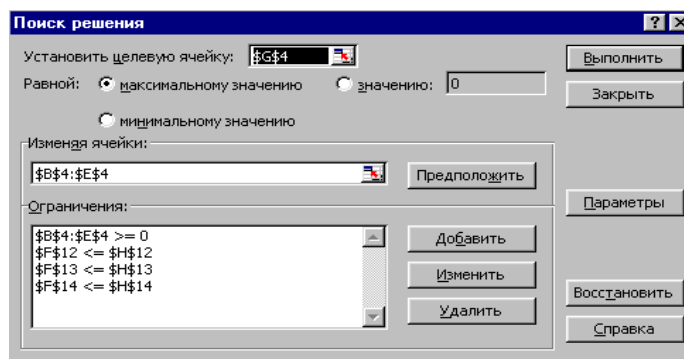 Поиск решения
Установить целевую ячейку: $G$4 Выполнить
Равной: максимальному значению значению: 0 Закрыть
минимальному значению
Изменяя ячейки:
$B$4:$E$4 Предположить
Ограничения: Параметры
$B$4:$E$4 >= 0 Добавить
$F$12 <= $H$12
$F$13 <= $H$13 Изменить
$F$14 <= $H$14 Восстановить
Удалить
Справка